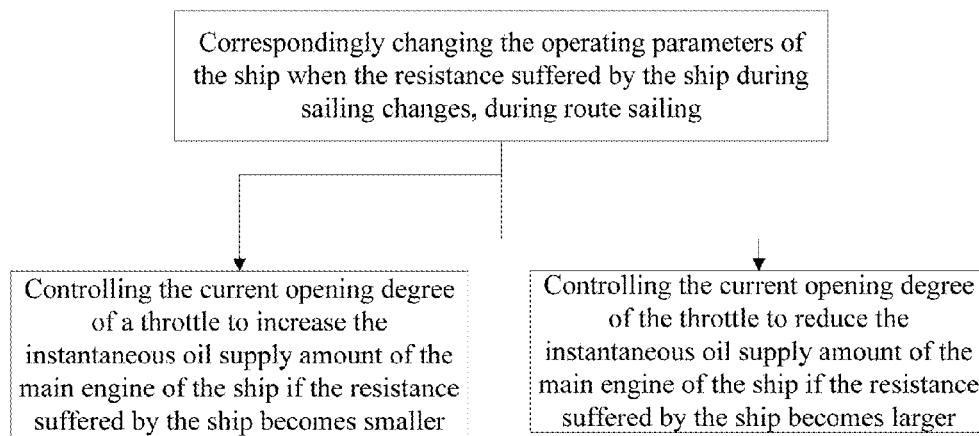 Correspondingly changing the operating parameters of
the ship when the resistance suffered by the ship during
sailing changes, during route sailing
Controlling the current opening degree
of a throttle to increase the
instantaneous oil supply amount of the
main engine of the ship if the resistance
suffered by the ship becomes smaller
Controlling the current opening degree
of the throttle to reduce the
instantaneous oil supply amount of the
main engine of the ship if the resistance
suffered by the ship becomes larger